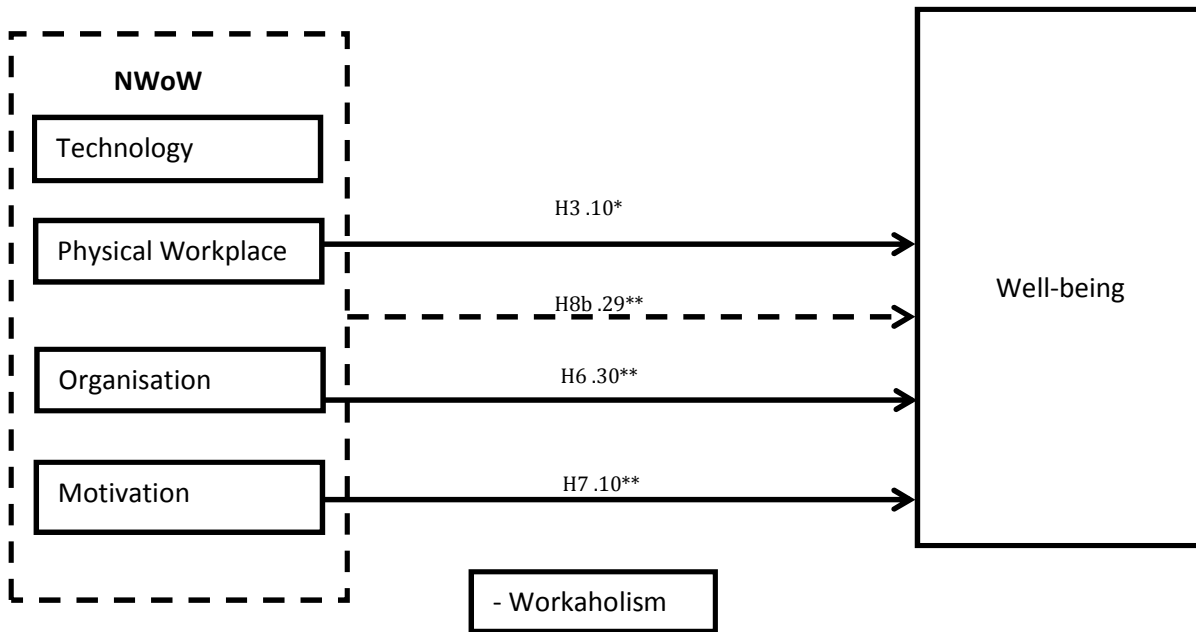 NWoW
Technology
H3 .10*
Physical Workplace
Well-being
H8b .29**
Organisation
H6 .30**
Motivation
H7 .10**
- Workaholism